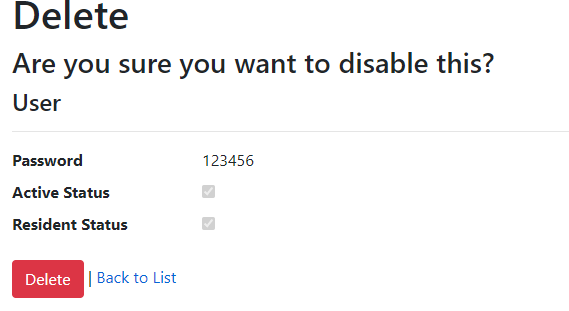 Delete
Are you sure you want to disable this?
User
Password 123456
Active Status
Resident Status
Delete | Back to List